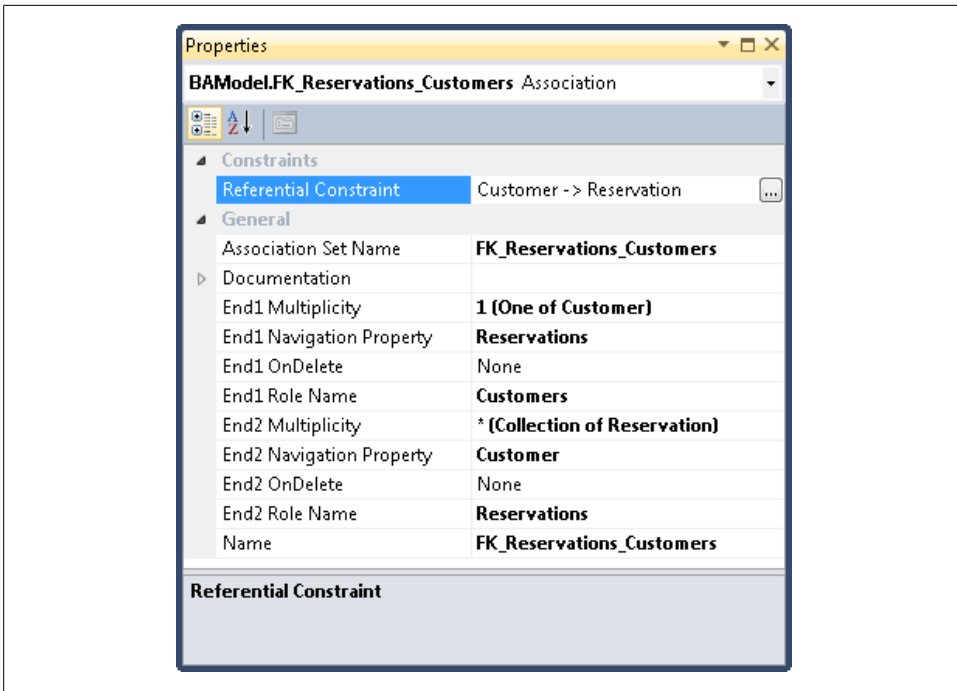 Properties
BAModel.FK_Reservations_Customers Association
A Z
Constraints
Referential Constraint Customer -> Reservation ...
General
Association Set Name FK_Reservations_Customers
Documentation
End1 Multiplicity 1 (One of Customer)
End1 Navigation Property Reservations
End1 OnDelete None
End1 Role Name Customers
End2 Multiplicity * (Collection of Reservation)
End2 Navigation Property Customer
End2 OnDelete None
End2 Role Name Reservations
Name FK_Reservations_Customers
Referential Constraint